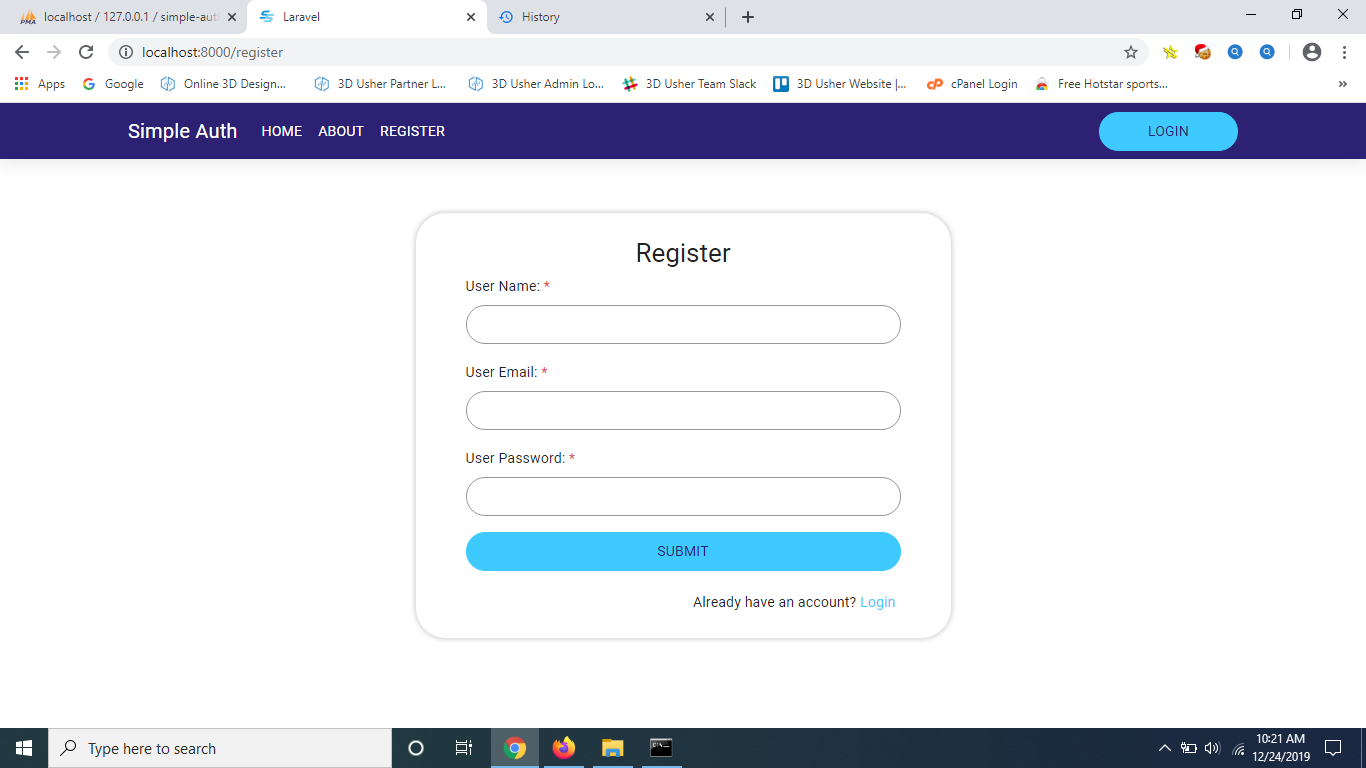 localhost / 127.0.0.1 / simple-aut
Laravel
History
localhost:8000/register
Apps
Google
Online 3D Design...
3D Usher Partner L...
3D Usher Admin Lo...
3D Usher Team Slack
3D Usher Website |...
cPanel Login
Free Hotstar sports...
»
Simple Auth
HOME
ABOUT
REGISTER
LOGIN
Register
User Name: *
User Email: *
User Password: *
SUBMIT
Already have an account? Login
Type here to search
10:21 AM
12/24/2019